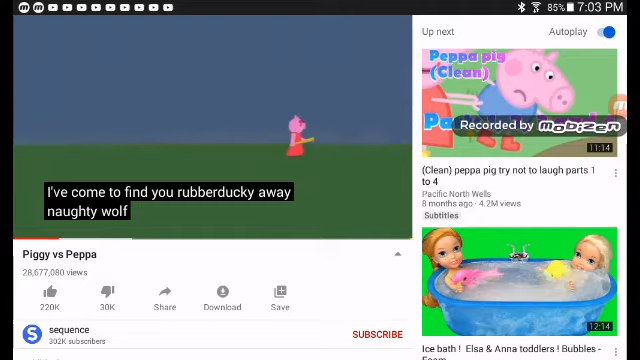 85% 7:03 PM
Up next
Autoplay
Peppa pig
(Clean)
Recorded by mobizen
11:14
I've come to find you rubberducky away
naughty wolf
(Clean) peppa pig try not to laugh parts 1
to 4
Pacific North Wells
8 months ago · 4.2M views
Subtitles
Piggy vs Peppa
28,677,080 views
220K
30K
Share
Download
Save
S
sequence
302K subscribers
SUBSCRIBE
12:14
Ice bath ! Elsa & Anna toddlers ! Bubbles -